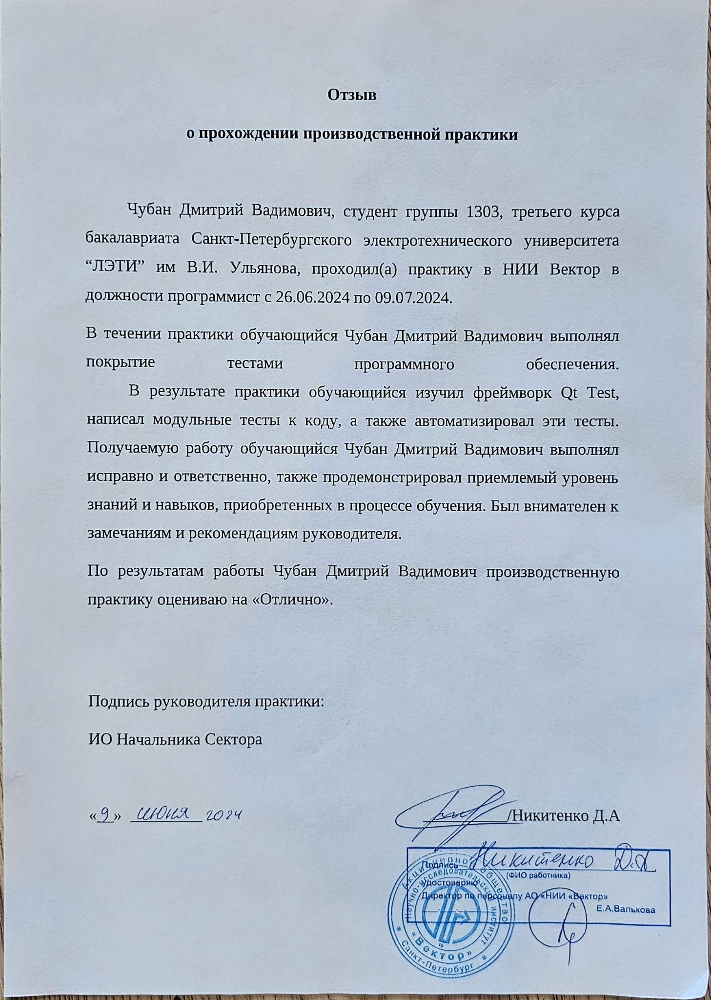 Отзыв
о прохождении производственной практики
Чубан Дмитрий Вадимович, студент группы 1303, третьего курса
бакалавриата Санкт-Петербургского электротехнического университета
“ЛЭТИ” им В.И. Ульянова, проходил(а) практику в НИИ Вектор в
должности программист с 26.06.2024 по 09.07.2024.
В течении практики обучающийся Чубан Дмитрий Вадимович выполнял
покрытие тестами программного обеспечения.
В результате практики обучающийся изучил фреймворк Qt Test,
написал модульные тесты к коду, а также автоматизировал эти тесты.
Получаемую работу обучающийся Чубан Дмитрий Вадимович выполнял
исправно и ответственно, также продемонстрировал приемлемый уровень
знаний и навыков, приобретенных в процессе обучения. Был внимателен к
замечаниям и рекомендациям руководителя.
По результатам работы Чубан Дмитрий Вадимович производственную
практику оцениваю на «Отлично».
Подпись руководителя практики:
ИО Начальника Сектора
«9» июня 2024 /Никитенко Д.А
Подпись Никитенко Д.А
(ФИО работника)
удостоверяю
Директор по персоналу АО «НИИ «Вектор»
Е.А.Валькова
Акционерное общество
Научно-исследовательский институт
«Вектор»
* Санкт-Петербург *